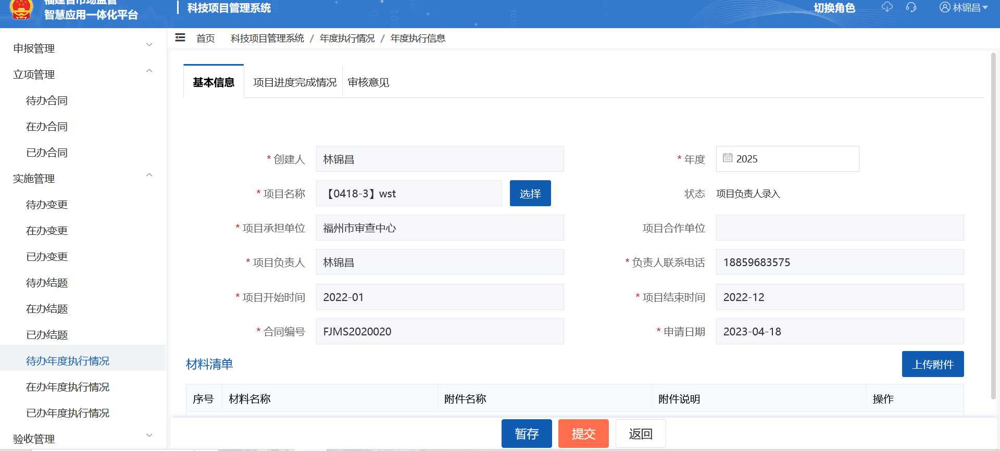 福建省市场监管
智慧应用一体化平台
科技项目管理系统
切换角色
林锦昌
申报管理
立项管理
待办合同
在办合同
已办合同
实施管理
待办变更
在办变更
已办变更
待办结题
在办结题
已办结题
待办年度执行情况
在办年度执行情况
已办年度执行情况
验收管理
首页 科技项目管理系统 / 年度执行情况 / 年度执行信息
基本信息 项目进度完成情况 审核意见
* 创建人 林锦昌 * 年度 2025
* 项目名称 【0418-3】wst 选择 状态 项目负责人录入
* 项目承担单位 福州市审查中心 项目合作单位
* 项目负责人 林锦昌 * 负责人联系电话 18859683575
* 项目开始时间 2022-01 * 项目结束时间 2022-12
* 合同编号 FJMS2020020 * 申请日期 2023-04-18
材料清单 上传附件
序号 材料名称 附件名称 附件说明 操作
暂存 提交 返回